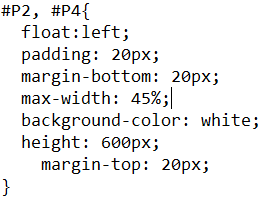 #P2, #P4{
float:left;
padding: 20px;
margin-bottom: 20px;
max-width: 45%;
background-color: white;
height: 600px;
margin-top: 20px;
}